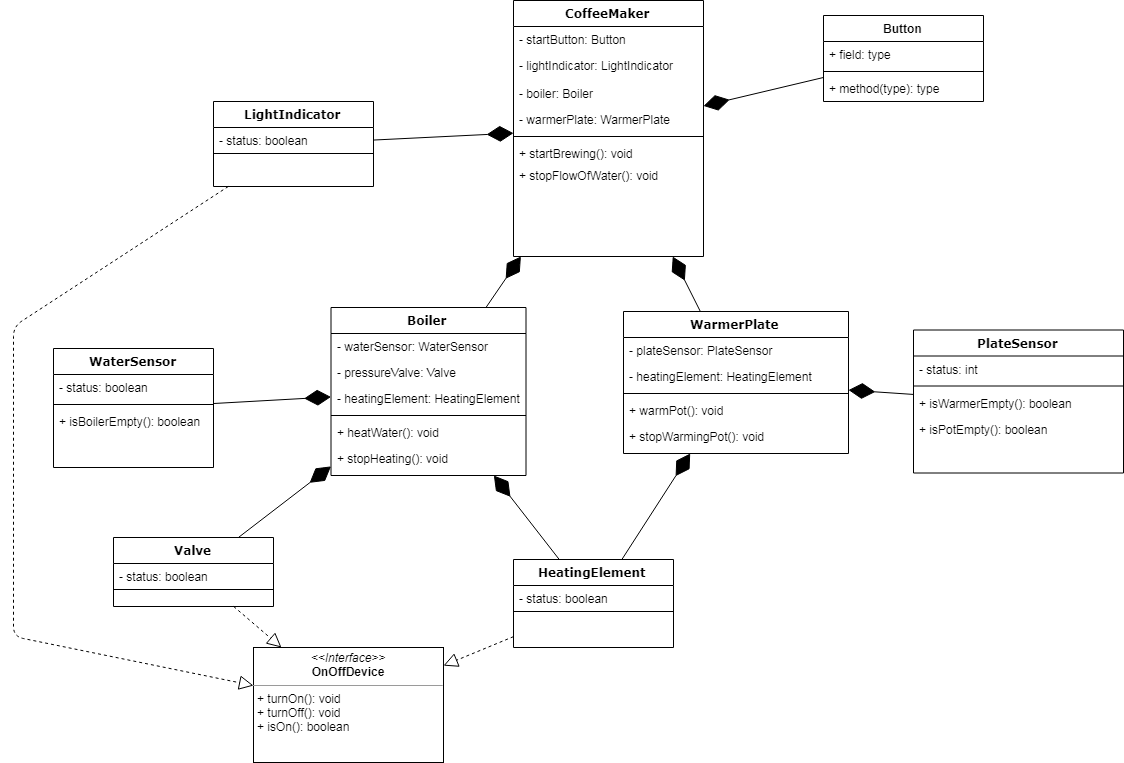 CoffeeMaker
- startButton: Button
- lightIndicator: LightIndicator
- boiler: Boiler
- warmerPlate: WarmerPlate
+ startBrewing(): void
+ stopFlowOfWater(): void
Button
+ field: type
+ method(type): type
LightIndicator
- status: boolean
Boiler
- waterSensor: WaterSensor
- pressureValve: Valve
- heatingElement: HeatingElement
+ heatWater(): void
+ stopHeating(): void
WarmerPlate
- plateSensor: PlateSensor
- heatingElement: HeatingElement
+ warmPot(): void
+ stopWarmingPot(): void
PlateSensor
- status: int
+ isWarmerEmpty(): boolean
+ isPotEmpty(): boolean
WaterSensor
- status: boolean
+ isBoilerEmpty(): boolean
Valve
- status: boolean
HeatingElement
- status: boolean
<<Interface>>
OnOffDevice
+ turnOn(): void
+ turnOff(): void
+ isOn(): boolean